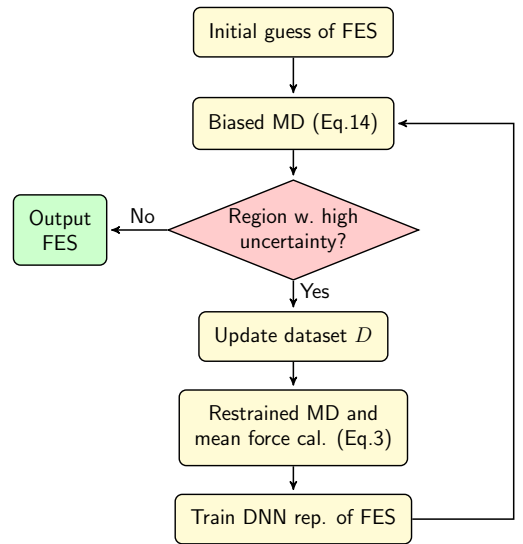 Initial guess of FES
Biased MD (Eq.14)
Region w. high
uncertainty?
No
Output
FES
Yes
Update dataset D
Restrained MD and
mean force cal. (Eq.3)
Train DNN rep. of FES